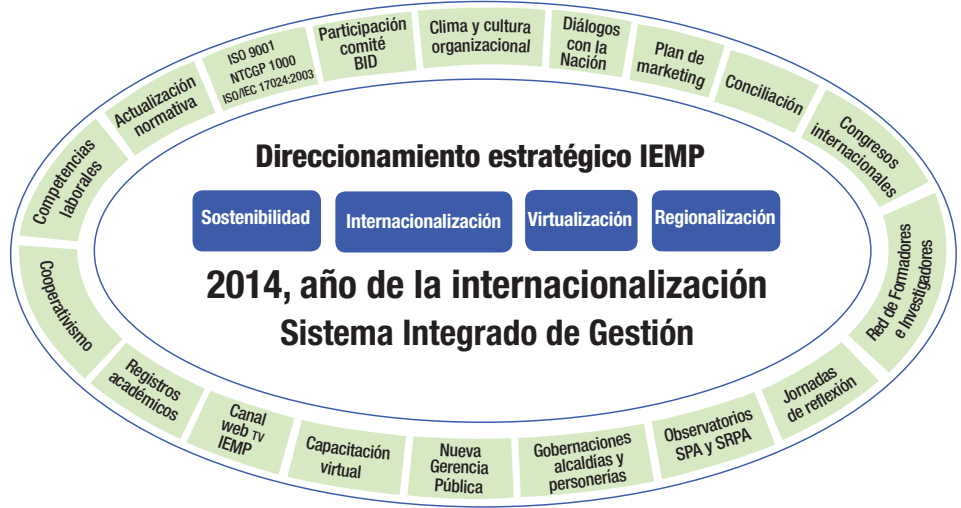 Direccionamiento estratégico IEMP
Sostenibilidad
Internacionalización
Virtualización
Regionalización
2014, año de la internacionalización
Sistema Integrado de Gestión
Competencias
laborales
Actualización
normativa
ISO 9001
NTCGP 1000
ISO/IEC 17024:2003
Participación
comité
BID
Clima y cultura
organizacional
Diálogos
con la
Nación
Plan de
marketing
Conciliación
Congresos
internacionales
Red de Formadores
e Investigadores
Jornadas
de reflexión
Observatorios
SPA y SRPA
Gobernaciones
alcaldías y
personerías
Nueva
Gerencia
Pública
Capacitación
virtual
Canal
web TV
IEMP
Registros
académicos
Cooperativismo